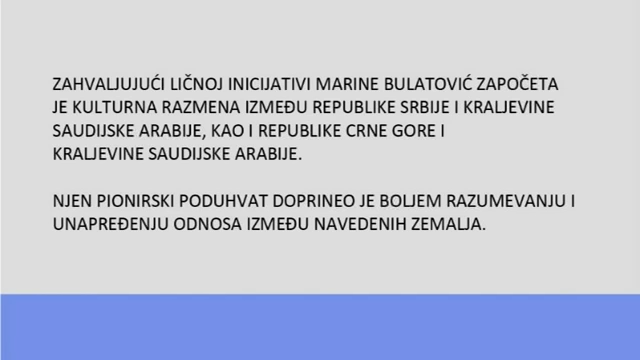 ZAHVALJUJUĆI LIČNOJ INICIJATIVI MARINE BULATOVIĆ ZAPOČETA
JE KULTURNA RAZMENA IZMEĐU REPUBLIKE SRBIJE I KRALJEVINE
SAUDIJSKE ARABIJE, KAO I REPUBLIKE CRNE GORE I
KRALJEVINE SAUDIJSKE ARABIJE.
NJEN PIONIRSKI PODUHVAT DOPRINEO JE BOLJEM RAZUMEVANJU I
UNAPREĐENJU ODNOSA IZMEĐU NAVEDENIH ZEMALJA.